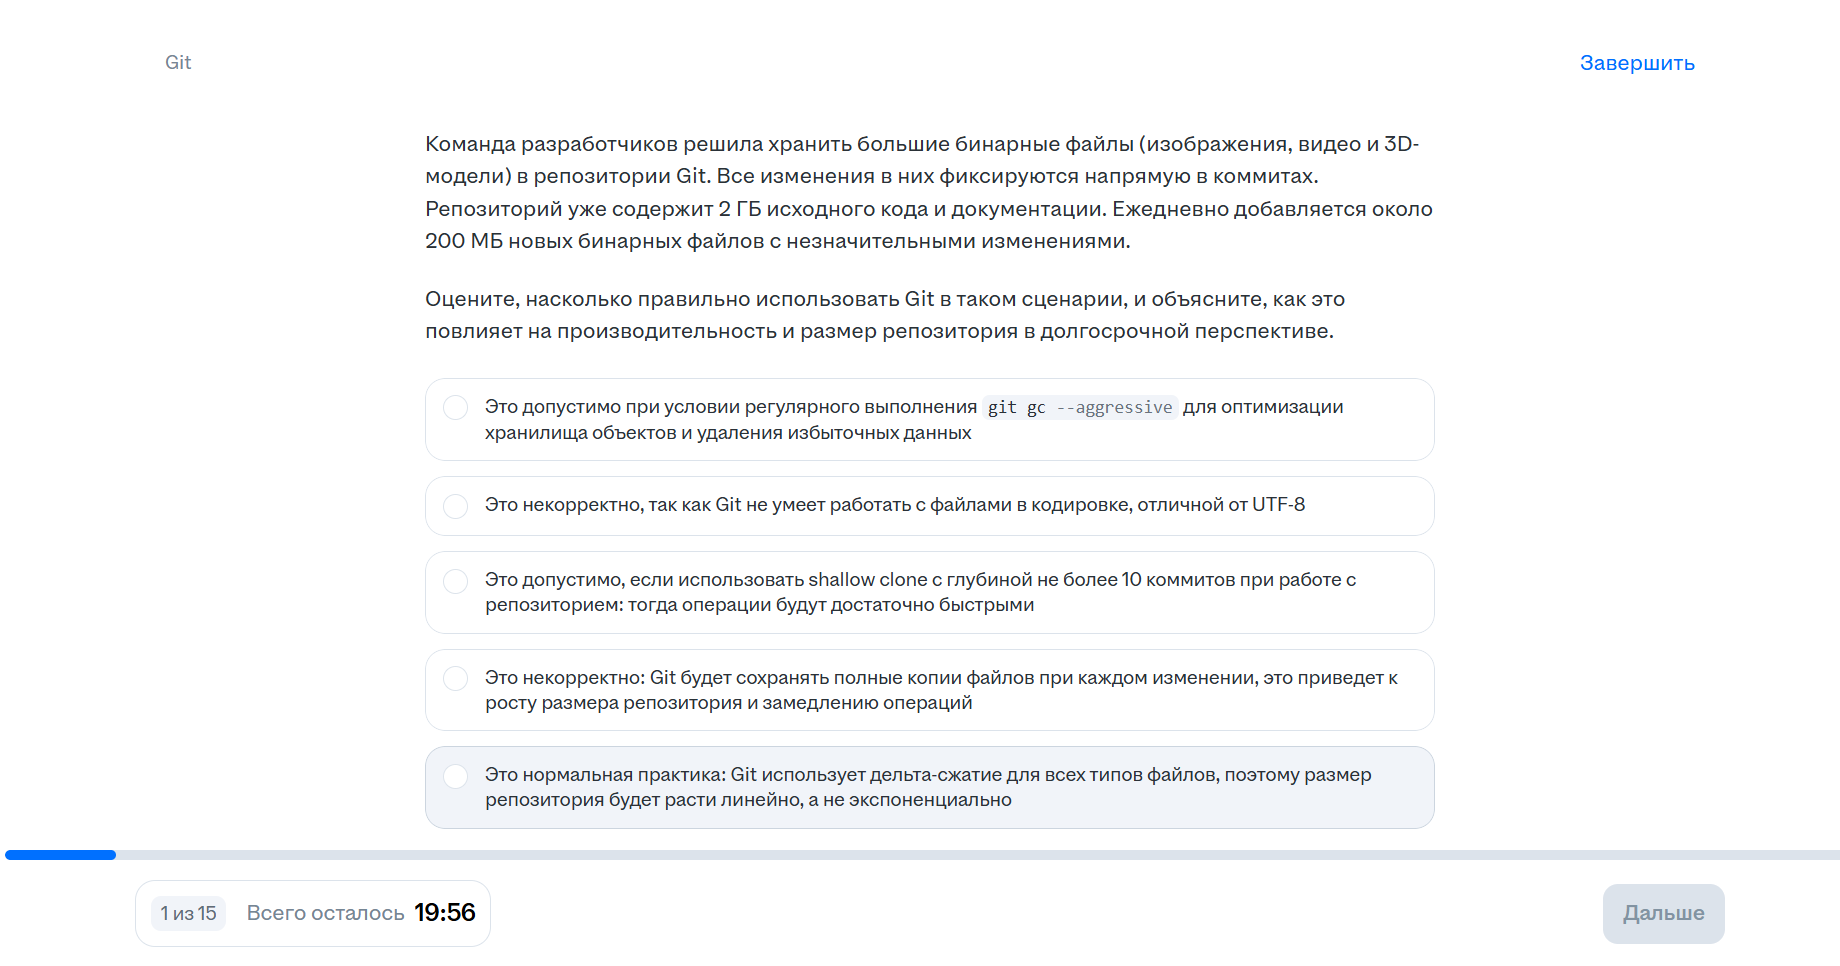 Git
Завершить
Команда разработчиков решила хранить большие бинарные файлы (изображения, видео и 3D-
модели) в репозитории Git. Все изменения в них фиксируются напрямую в коммитах.
Репозиторий уже содержит 2 ГБ исходного кода и документации. Ежедневно добавляется около
200 МБ новых бинарных файлов с незначительными изменениями.
Оцените, насколько правильно использовать Git в таком сценарии, и объясните, как это
повлияет на производительность и размер репозитория в долгосрочной перспективе.
Это допустимо при условии регулярного выполнения git gc --aggressive для оптимизации
хранилища объектов и удаления избыточных данных
Это некорректно, так как Git не умеет работать с файлами в кодировке, отличной от UTF-8
Это допустимо, если использовать shallow clone с глубиной не более 10 коммитов при работе с
репозиторием: тогда операции будут достаточно быстрыми
Это некорректно: Git будет сохранять полные копии файлов при каждом изменении, это приведет к
росту размера репозитория и замедлению операций
Это нормальная практика: Git использует дельта-сжатие для всех типов файлов, поэтому размер
репозитория будет расти линейно, а не экспоненциально
1 из 15
Всего осталось 19:56
Дальше